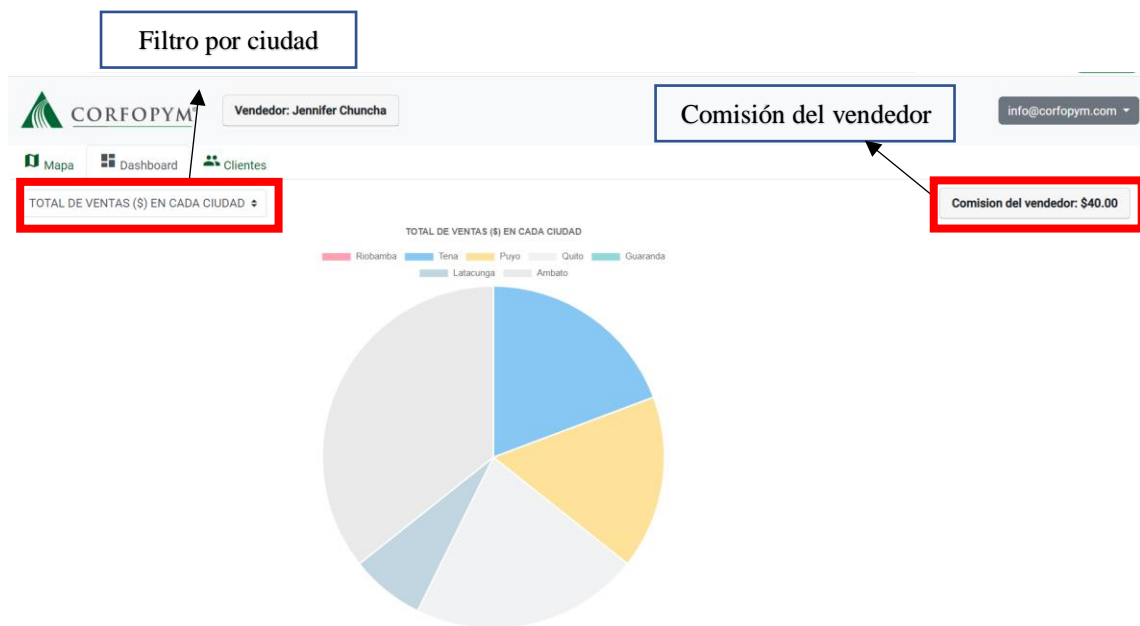 Filtro por ciudad
CORFOPYM®
Vendedor: Jennifer Chuncha
Comisión del vendedor
info@corfopym.com
Mapa
Dashboard
Clientes
TOTAL DE VENTAS ($) EN CADA CIUDAD
Comision del vendedor: $40.00
TOTAL DE VENTAS ($) EN CADA CIUDAD
Riobamba Tena Puyo Quito Guaranda
Latacunga Ambato